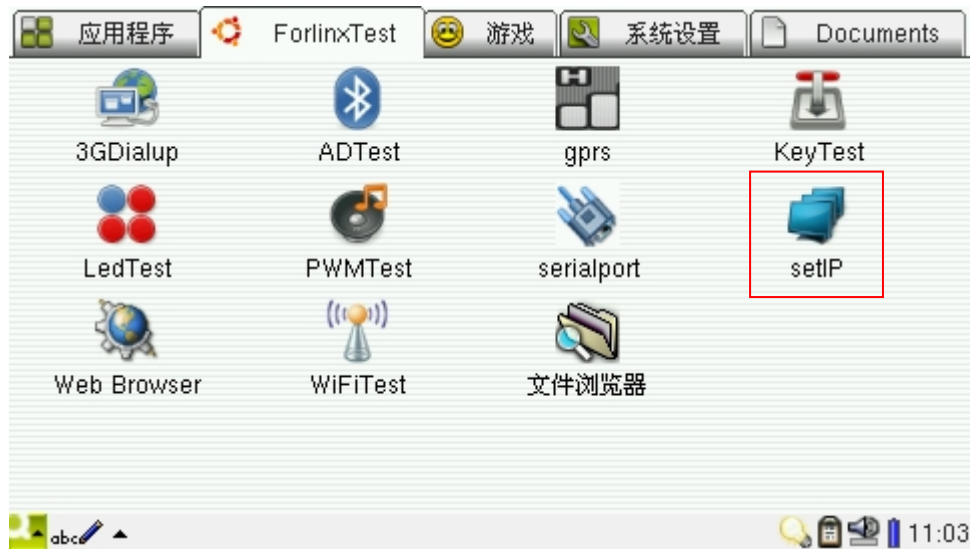 应用程序 ForlinxTest 游戏 系统设置 Documents
3GDialup ADTest gprs KeyTest
LedTest PWMTest serialport setIP
Web Browser WiFiTest 文件浏览器
abc 11:03